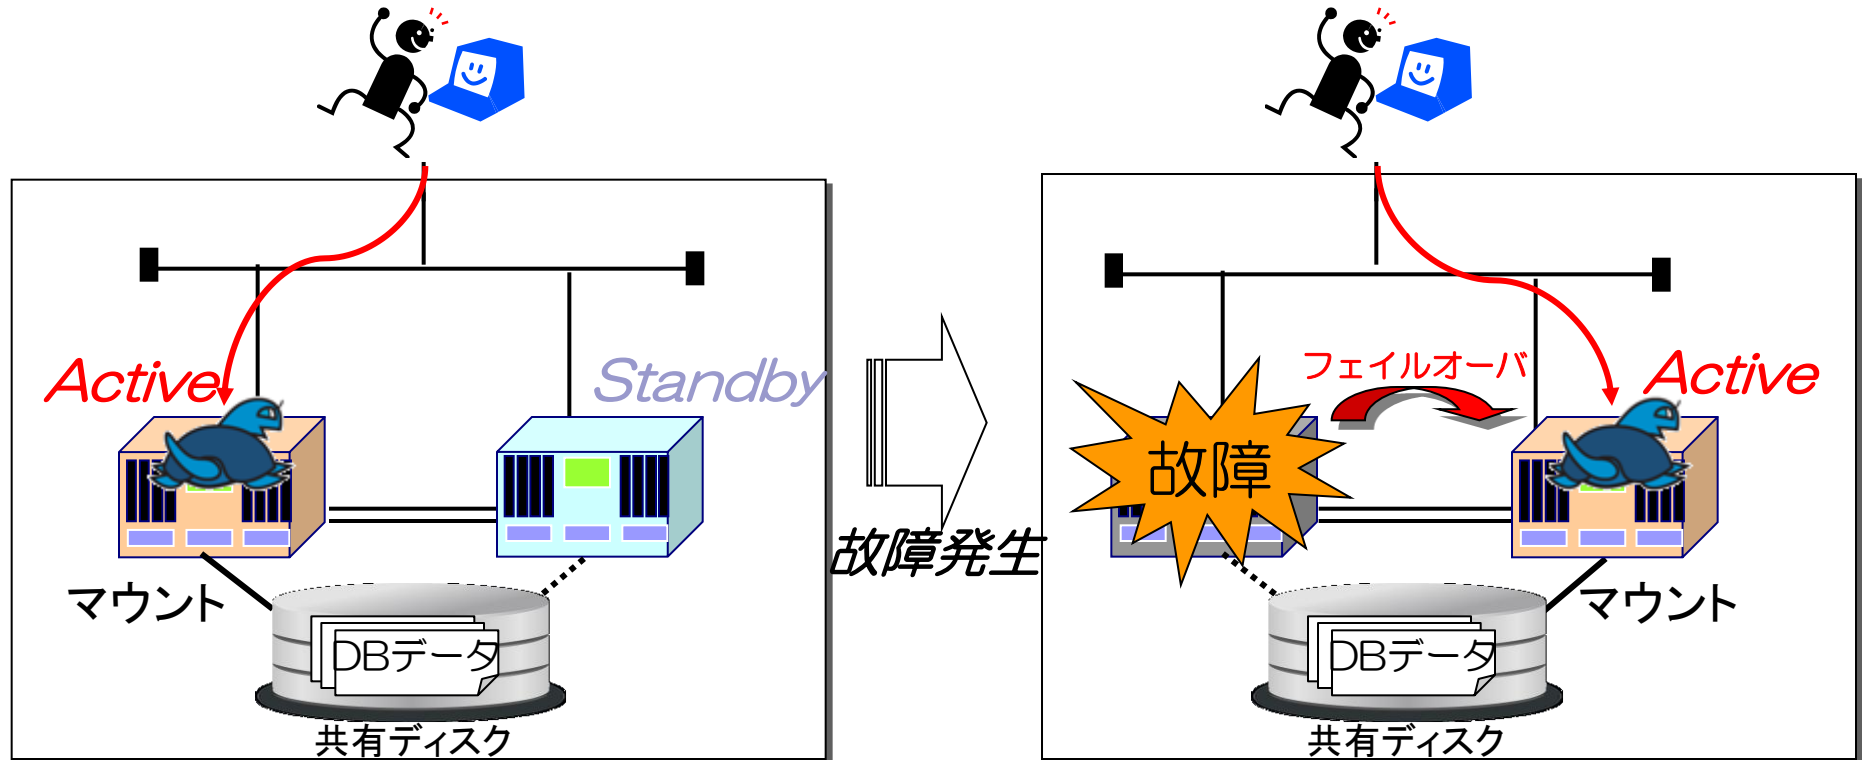 Active
Standby
マウント
DBデータ
共有ディスク
故障発生
フェイルオーバ
Active
故障
マウント
DBデータ
共有ディスク